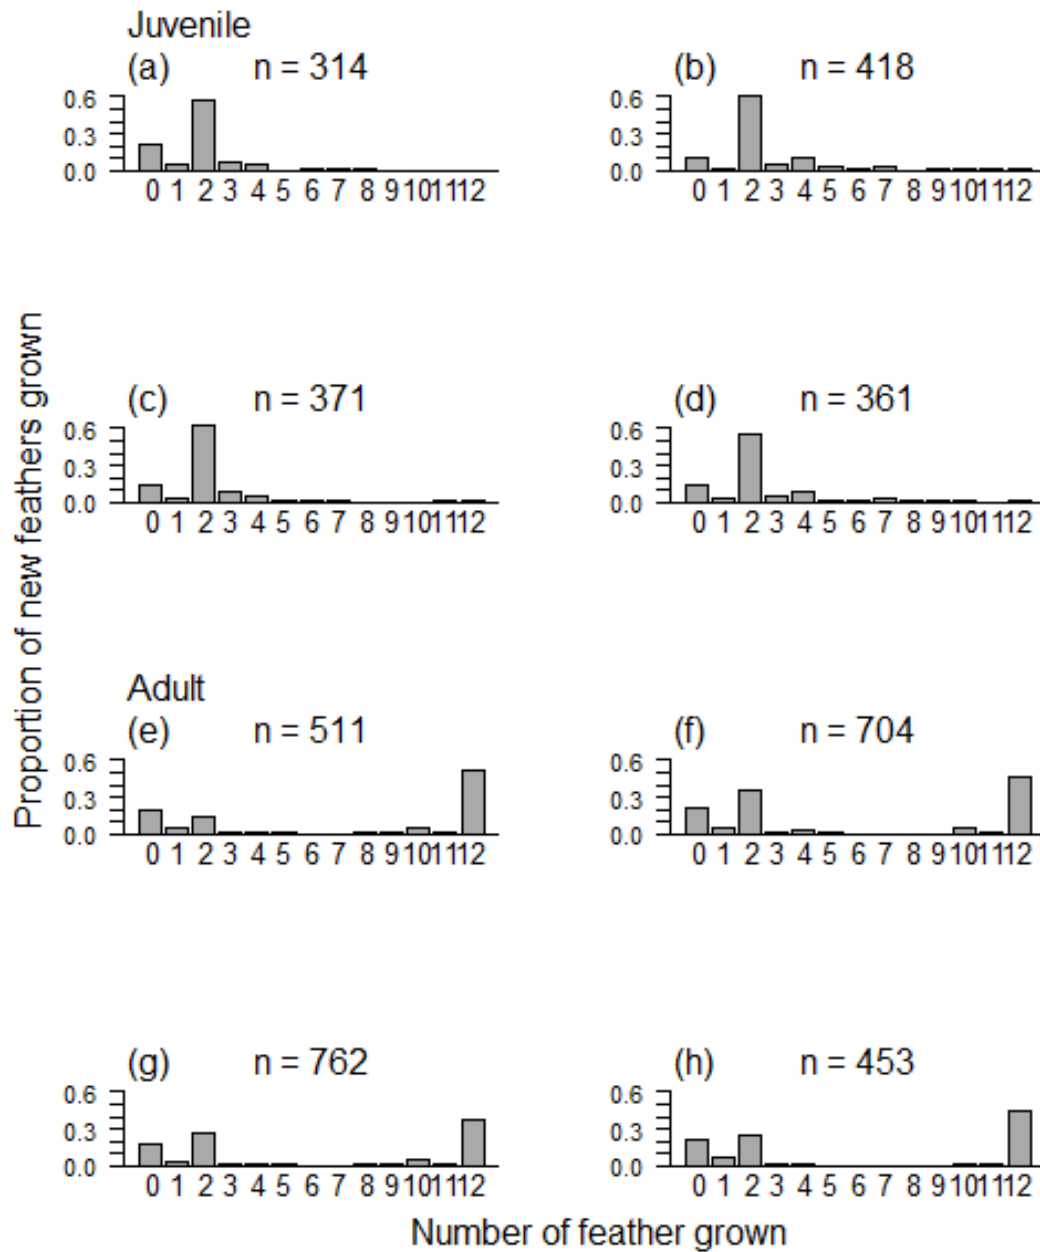 Juvenile
(a) n = 314
0.6
0.3
0.0
0 1 2 3 4 5 6 7 8 9 10 11 12
(b) n = 418
0.6
0.3
0.0
0 1 2 3 4 5 6 7 8 9 10 11 12
(c) n = 371
0.6
0.3
0.0
0 1 2 3 4 5 6 7 8 9 10 11 12
(d) n = 361
0.6
0.3
0.0
0 1 2 3 4 5 6 7 8 9 10 11 12
Proportion of new feathers grown
Adult
(e) n = 511
0.6
0.3
0.0
0 1 2 3 4 5 6 7 8 9 10 11 12
(f) n = 704
0.6
0.3
0.0
0 1 2 3 4 5 6 7 8 9 10 11 12
(g) n = 762
0.6
0.3
0.0
0 1 2 3 4 5 6 7 8 9 10 11 12
(h) n = 453
0.6
0.3
0.0
0 1 2 3 4 5 6 7 8 9 10 11 12
Number of feather grown